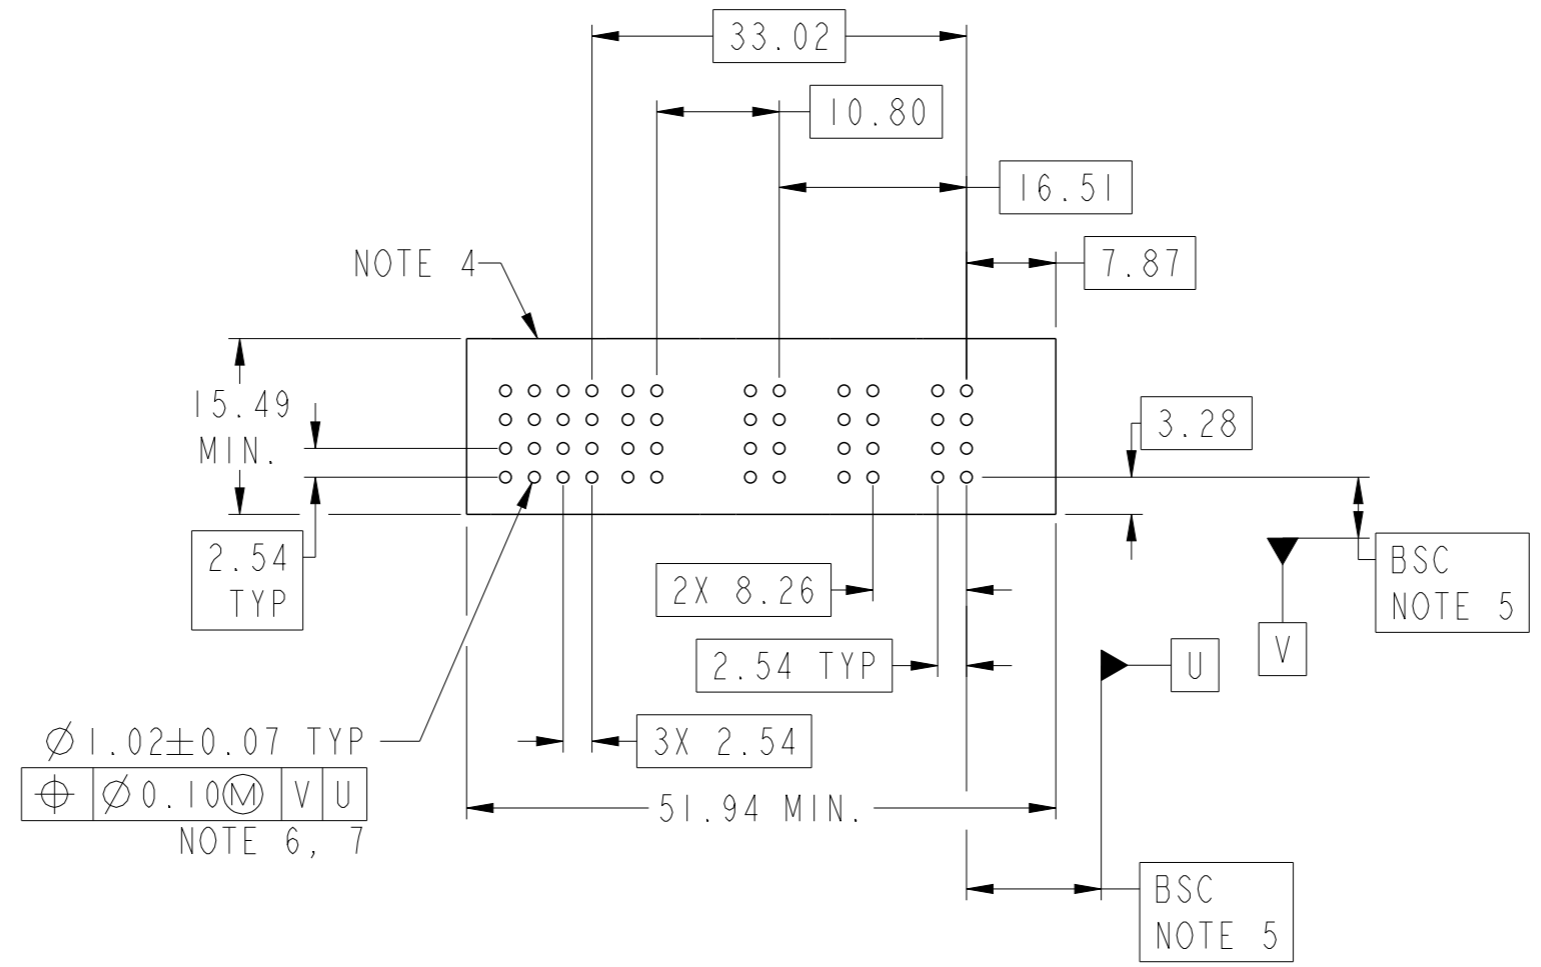 33.02
10.80
16.51
NOTE 4
7.87
15.49
MIN.
3.28
2.54
TYP
BSC
NOTE 5
2X 8.26
V
2.54 TYP
U
Ø1.02±0.07 TYP
3X 2.54
⌖ Ø0.10Ⓜ V U
51.94 MIN.
NOTE 6, 7
BSC
NOTE 5